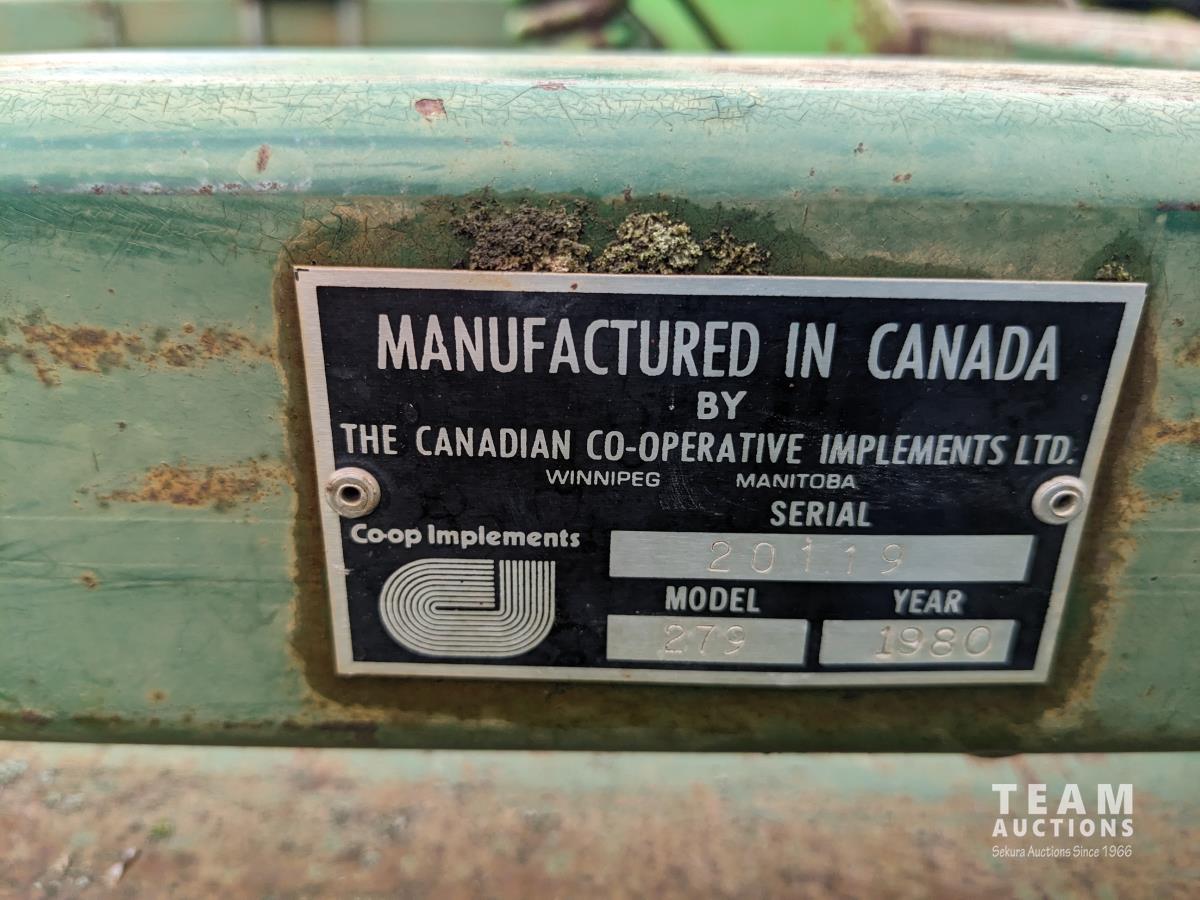 MANUFACTURED IN CANADA
BY
THE CANADIAN CO-OPERATIVE IMPLEMENTS LTD.
WINNIPEG MANITOBA
SERIAL
Co-op Implements
20119
MODEL YEAR
279 1980
TEAM
AUCTIONS
Sekura Auctions Since 1966